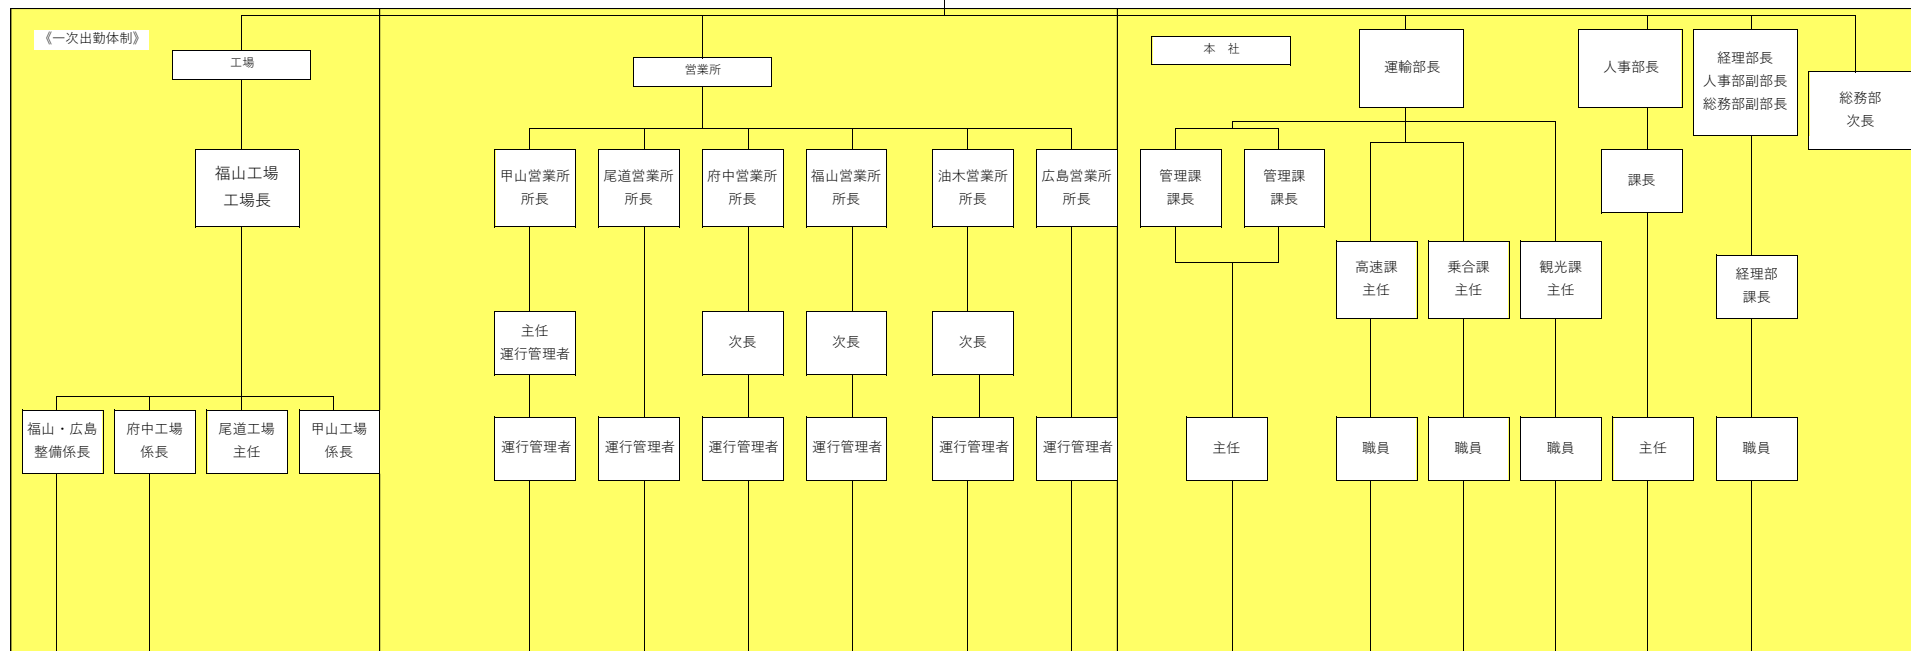 《一次出勤体制》
工場
営業所
本　社
運輸部長
人事部長
経理部長
人事部副部長
総務部副部長
総務部
次長
福山工場
工場長
甲山営業所
所長
尾道営業所
所長
府中営業所
所長
福山営業所
所長
油木営業所
所長
広島営業所
所長
管理課
課長
管理課
課長
課長
高速課
主任
乗合課
主任
観光課
主任
経理部
課長
主任
運行管理者
次長
次長
次長
福山・広島
整備係長
府中工場
係長
尾道工場
主任
甲山工場
係長
運行管理者
運行管理者
運行管理者
運行管理者
運行管理者
運行管理者
主任
職員
職員
職員
主任
職員